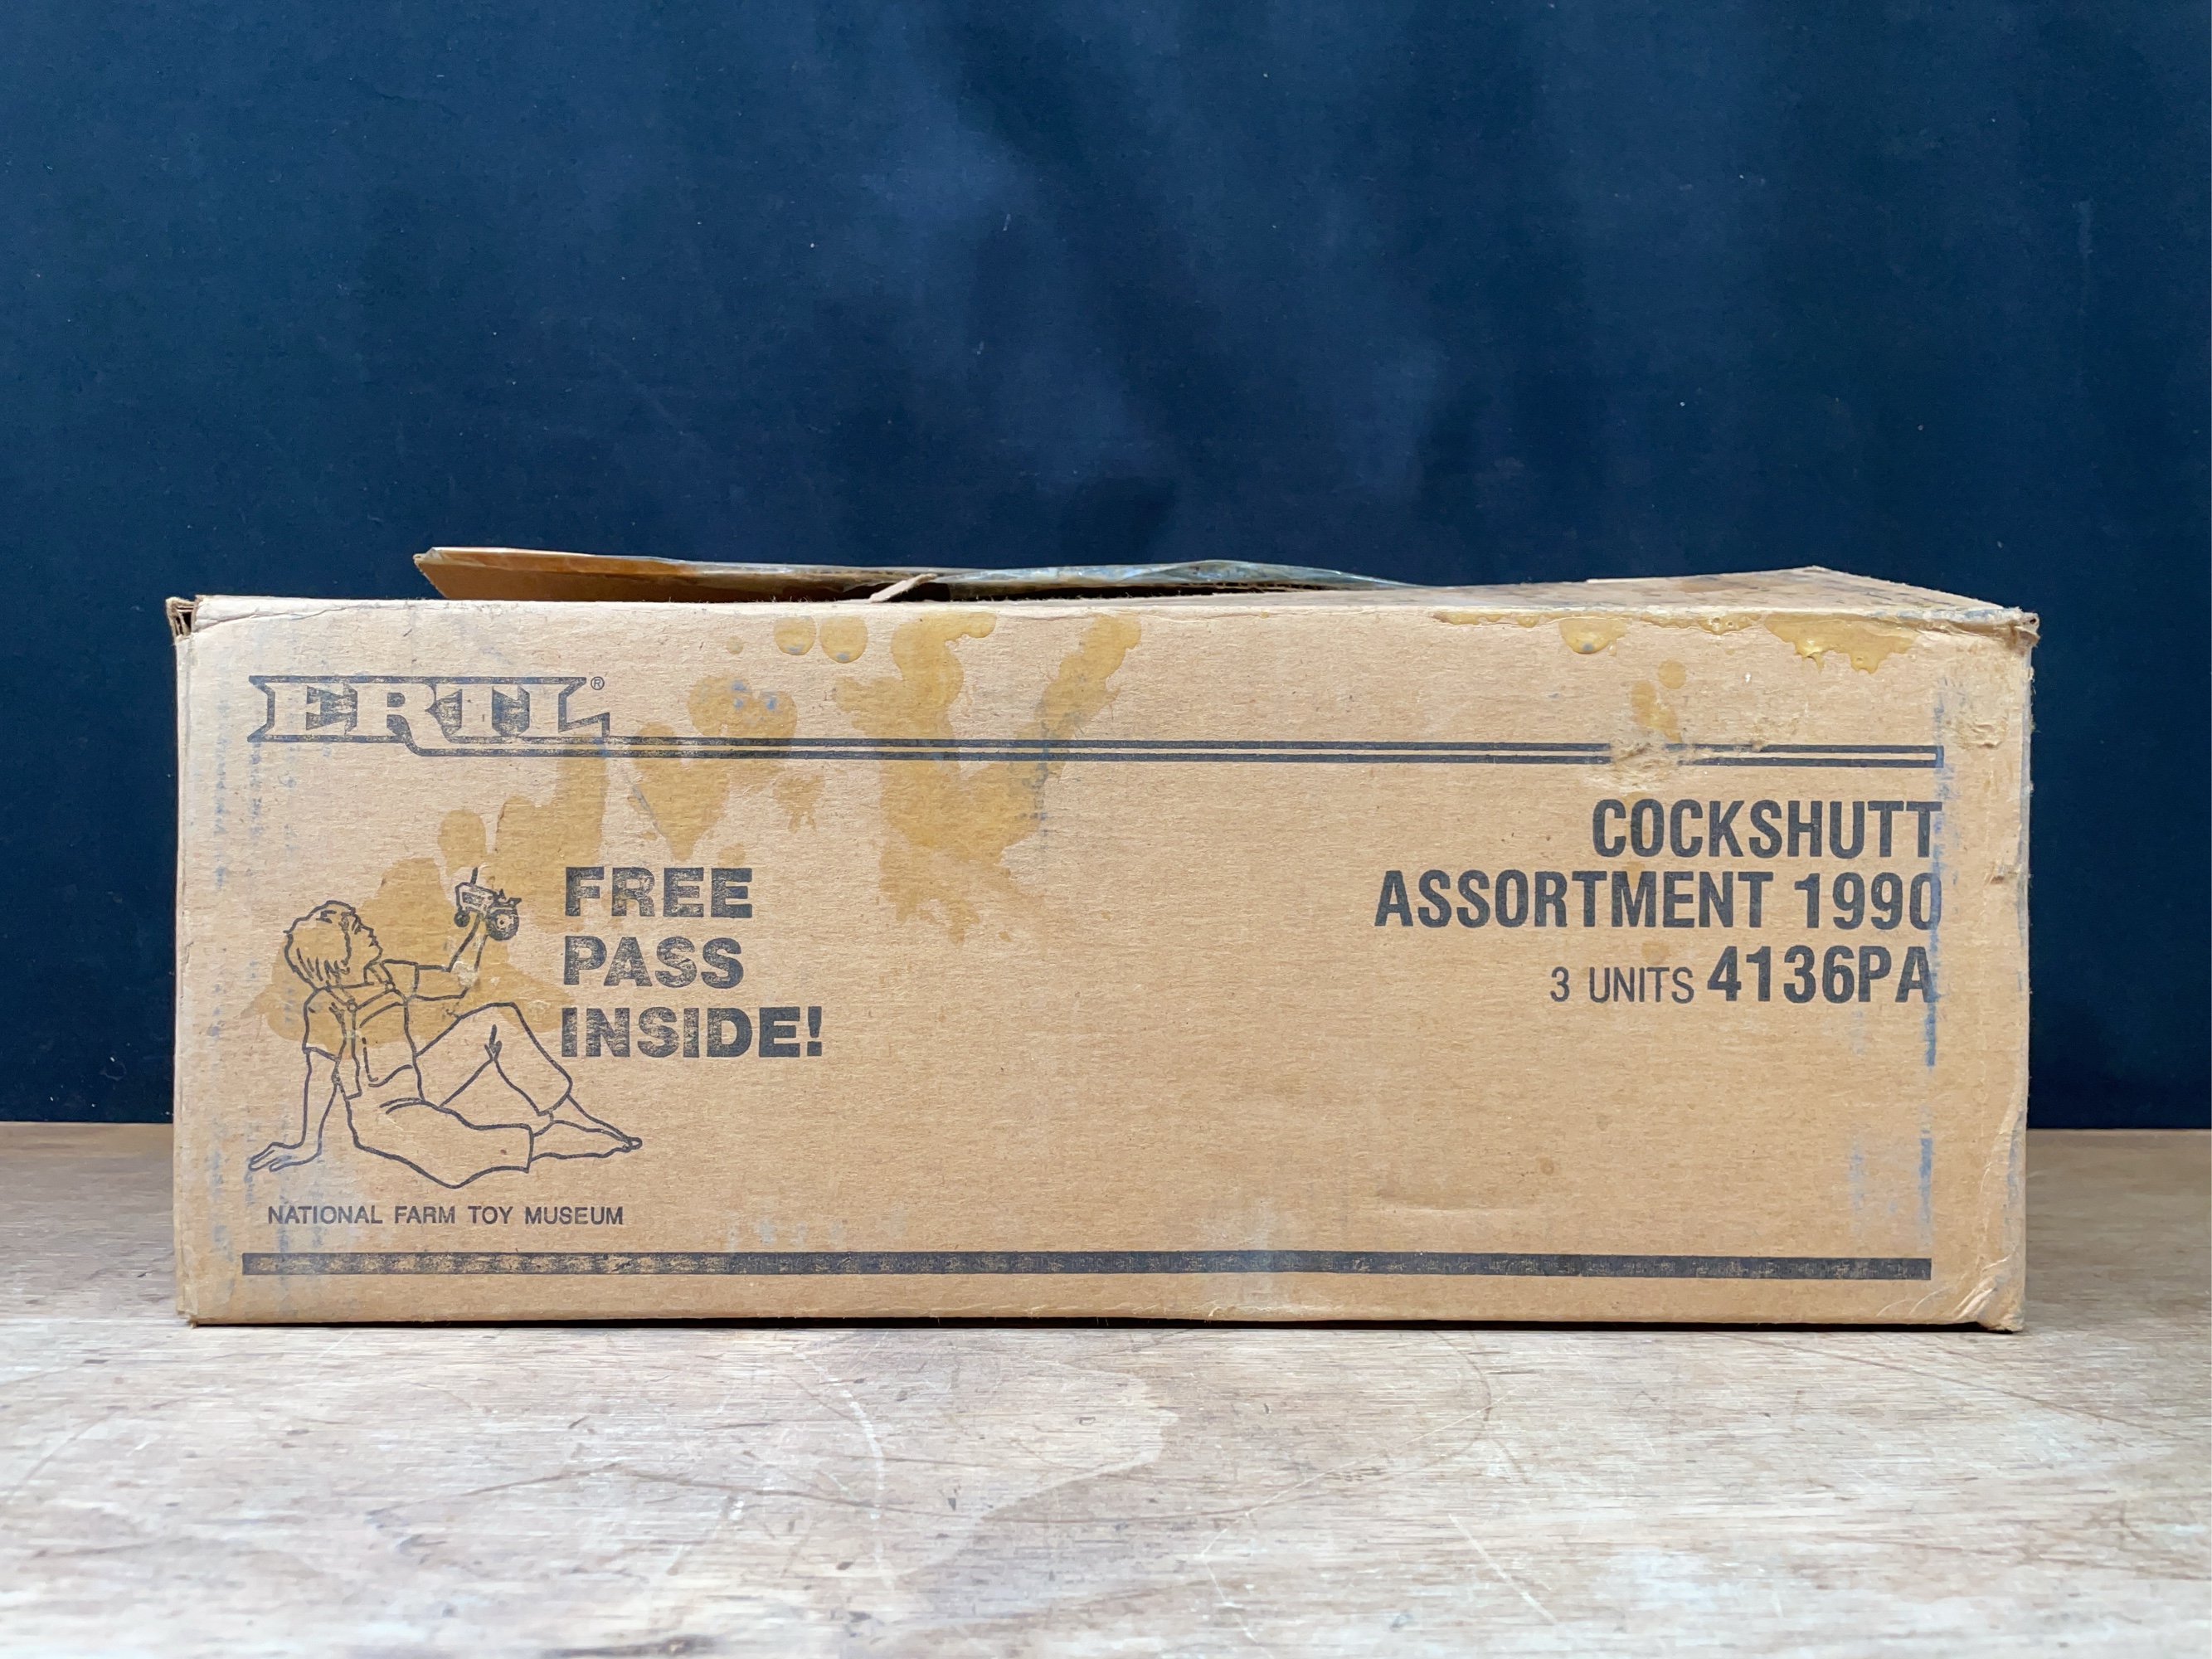 ERTL®
FREE
PASS
INSIDE!
NATIONAL FARM TOY MUSEUM
COCKSHUTT
ASSORTMENT 1990
3 UNITS 4136PA